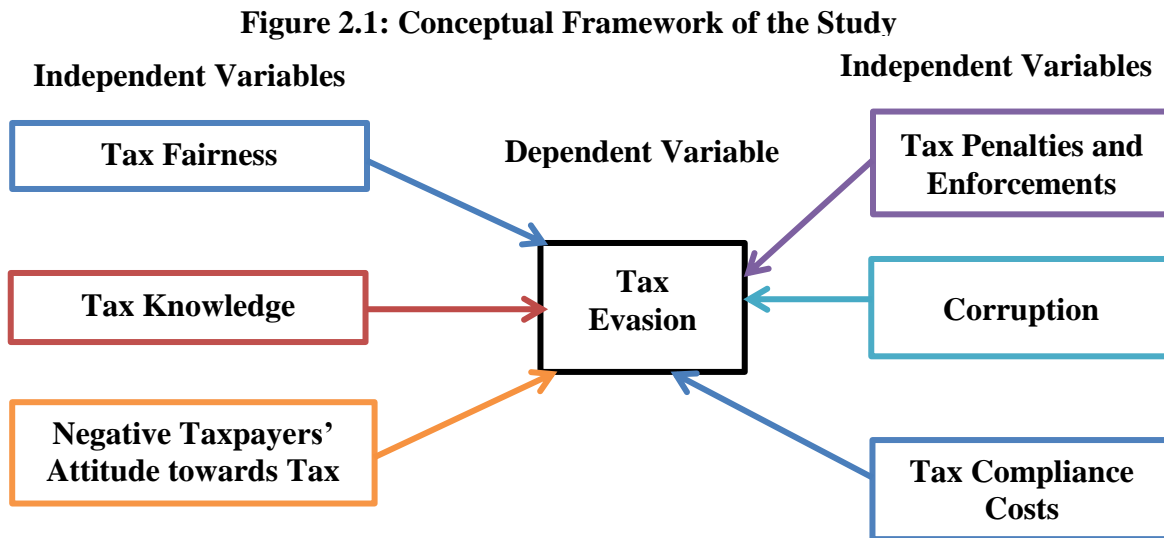 Figure 2.1: Conceptual Framework of the Study
Independent Variables
Independent Variables
Tax Fairness
Dependent Variable
Tax Penalties and
Enforcements
Tax Knowledge
Tax
Evasion
Corruption
Negative Taxpayers’
Attitude towards Tax
Tax Compliance
Costs